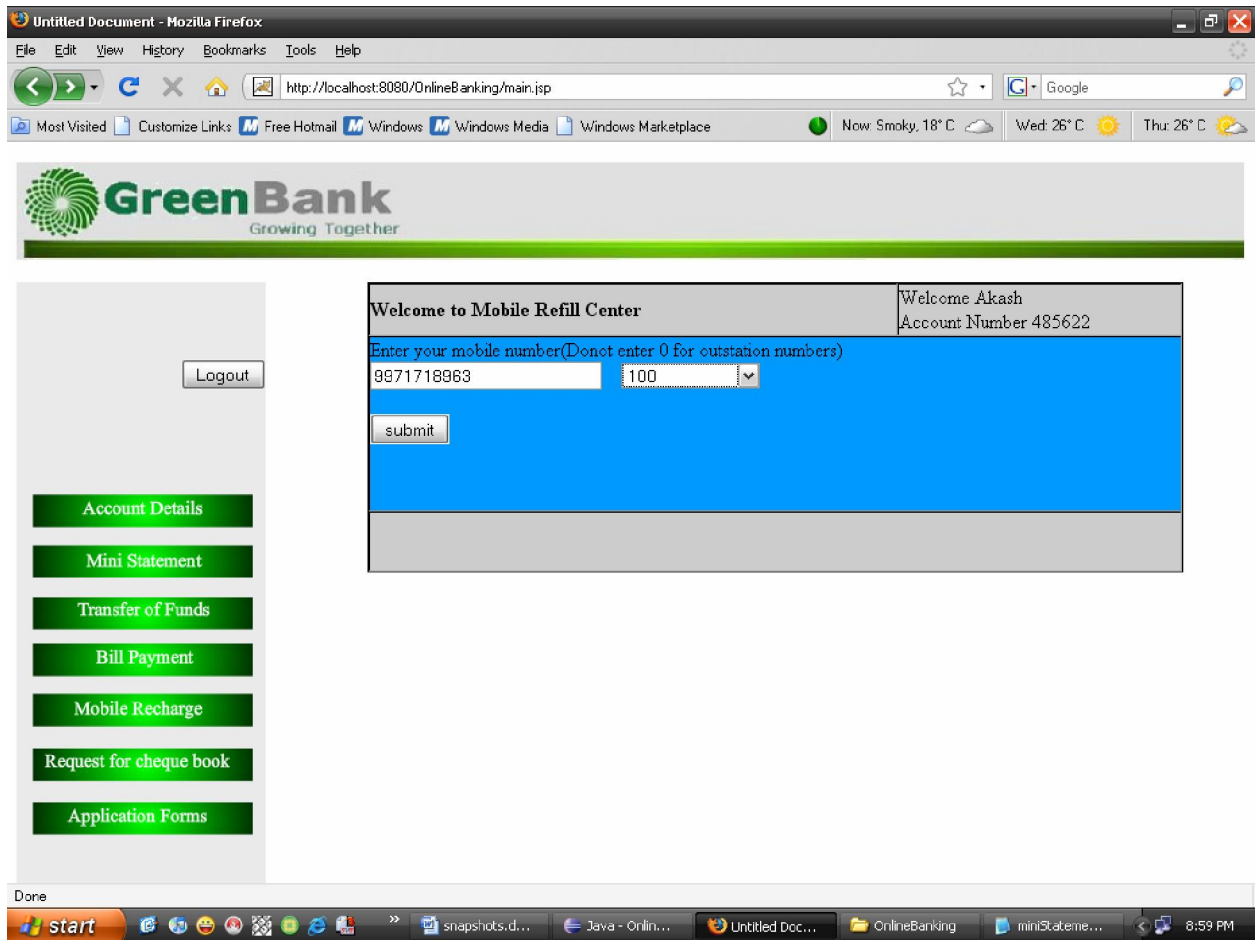 Untitled Document - Mozilla Firefox
File Edit View History Bookmarks Tools Help
http://localhost:8080/OnlineBanking/main.jsp
G Google
Most Visited Customize Links Free Hotmail Windows Windows Media Windows Marketplace Now: Smoky, 18° C Wed: 26° C Thu: 26° C
GreenBank
Growing Together
Welcome to Mobile Refill Center
Welcome Akash
Account Number 485622
Enter your mobile number(Donot enter 0 for outstation numbers)
9971718963 100
submit
Logout
Account Details
Mini Statement
Transfer of Funds
Bill Payment
Mobile Recharge
Request for cheque book
Application Forms
Done
start » snapshots.d... Java - Onlin... Untitled Doc... OnlineBanking miniStateme... 8:59 PM